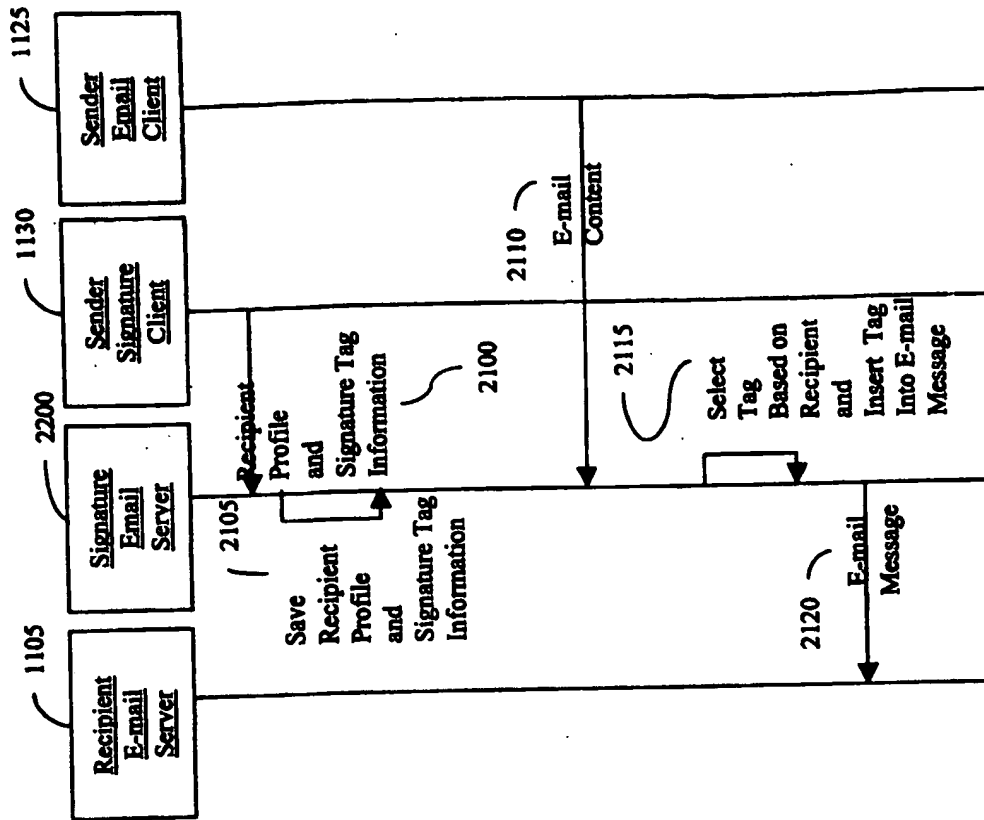 1105
Recipient
E-mail
Server
2200
Signature
Email
Server
1130
Sender
Signature
Client
1125
Sender
Email
Client
Recipient
Profile
and
Signature Tag
Information
2100
2105
Save
Recipient
Profile
and
Signature Tag
Information
2110
E-mail
Content
2115
Select
Tag
Based on
Recipient
and
Insert Tag
Into E-mail
Message
2120
E-mail
Message